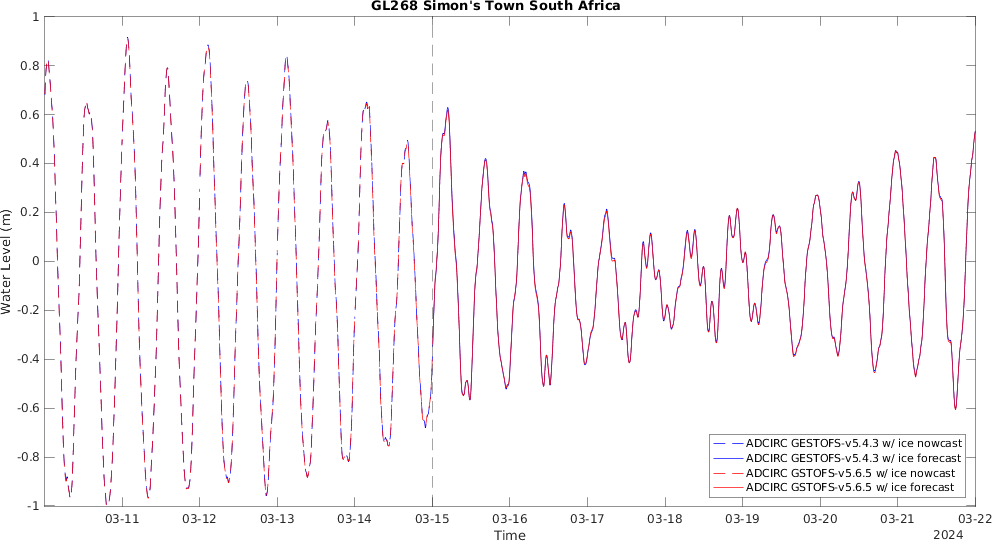 GL268 Simon's Town South Africa
1
0.8
0.6
0.4
0.2
0
-0.2
-0.4
-0.6
-0.8
-1
Water Level (m)
ADCIRC GESTOFS-v5.4.3 w/ ice nowcast
ADCIRC GESTOFS-v5.4.3 w/ ice forecast
ADCIRC GSTOFS-v5.6.5 w/ ice nowcast
ADCIRC GSTOFS-v5.6.5 w/ ice forecast
03-11 03-12 03-13 03-14 03-15 03-16 03-17 03-18 03-19 03-20 03-21 03-22
Time
2024